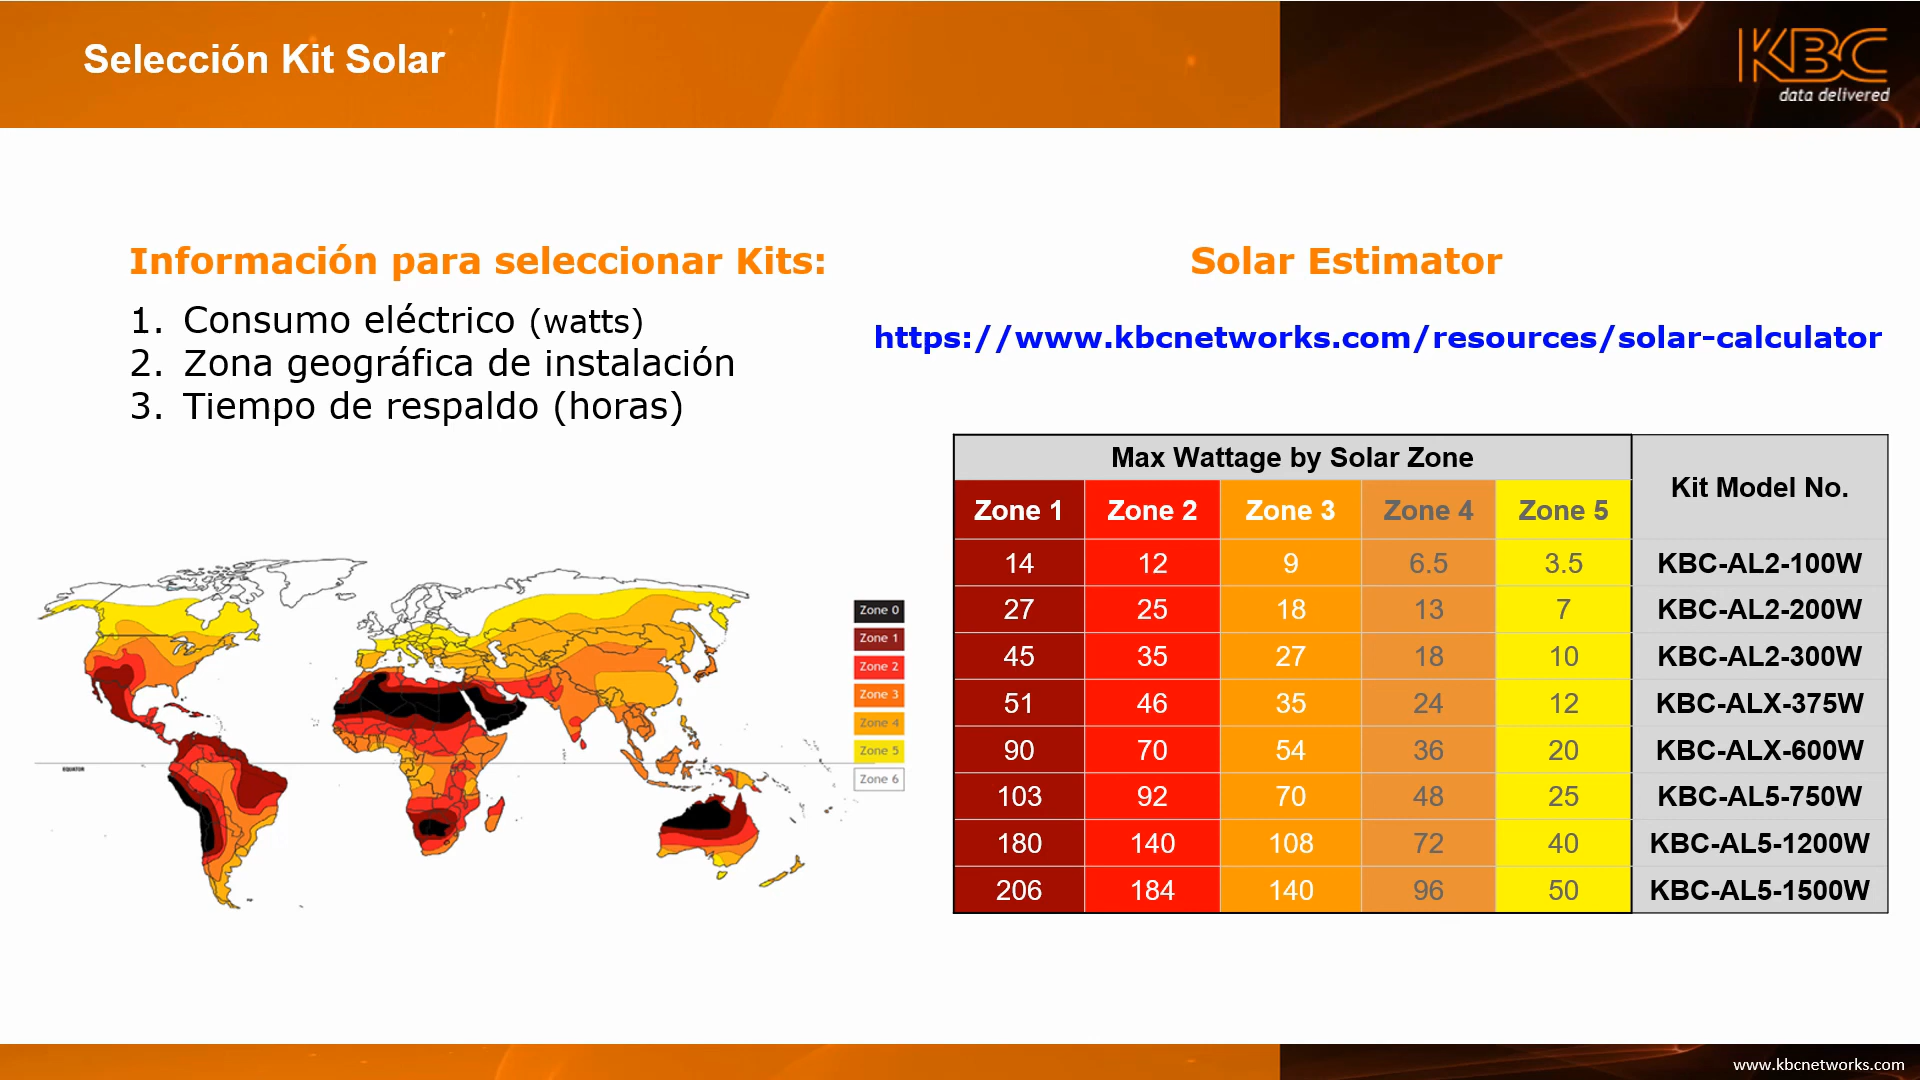 Selección Kit Solar
KBC
data delivered
Información para seleccionar Kits:
1. Consumo eléctrico (watts)
2. Zona geográfica de instalación
3. Tiempo de respaldo (horas)
Solar Estimator
https://www.kbcnetworks.com/resources/solar-calculator
Zone 0
Zone 1
Zone 2
Zone 3
Zone 4
Zone 5
Zone 6
EQUATOR
Max Wattage by Solar Zone Kit Model No.
Zone 1 Zone 2 Zone 3 Zone 4 Zone 5
14 12 9 6.5 3.5 KBC-AL2-100W
27 25 18 13 7 KBC-AL2-200W
45 35 27 18 10 KBC-AL2-300W
51 46 35 24 12 KBC-ALX-375W
90 70 54 36 20 KBC-ALX-600W
103 92 70 48 25 KBC-AL5-750W
180 140 108 72 40 KBC-AL5-1200W
206 184 140 96 50 KBC-AL5-1500W
www.kbcnetworks.com